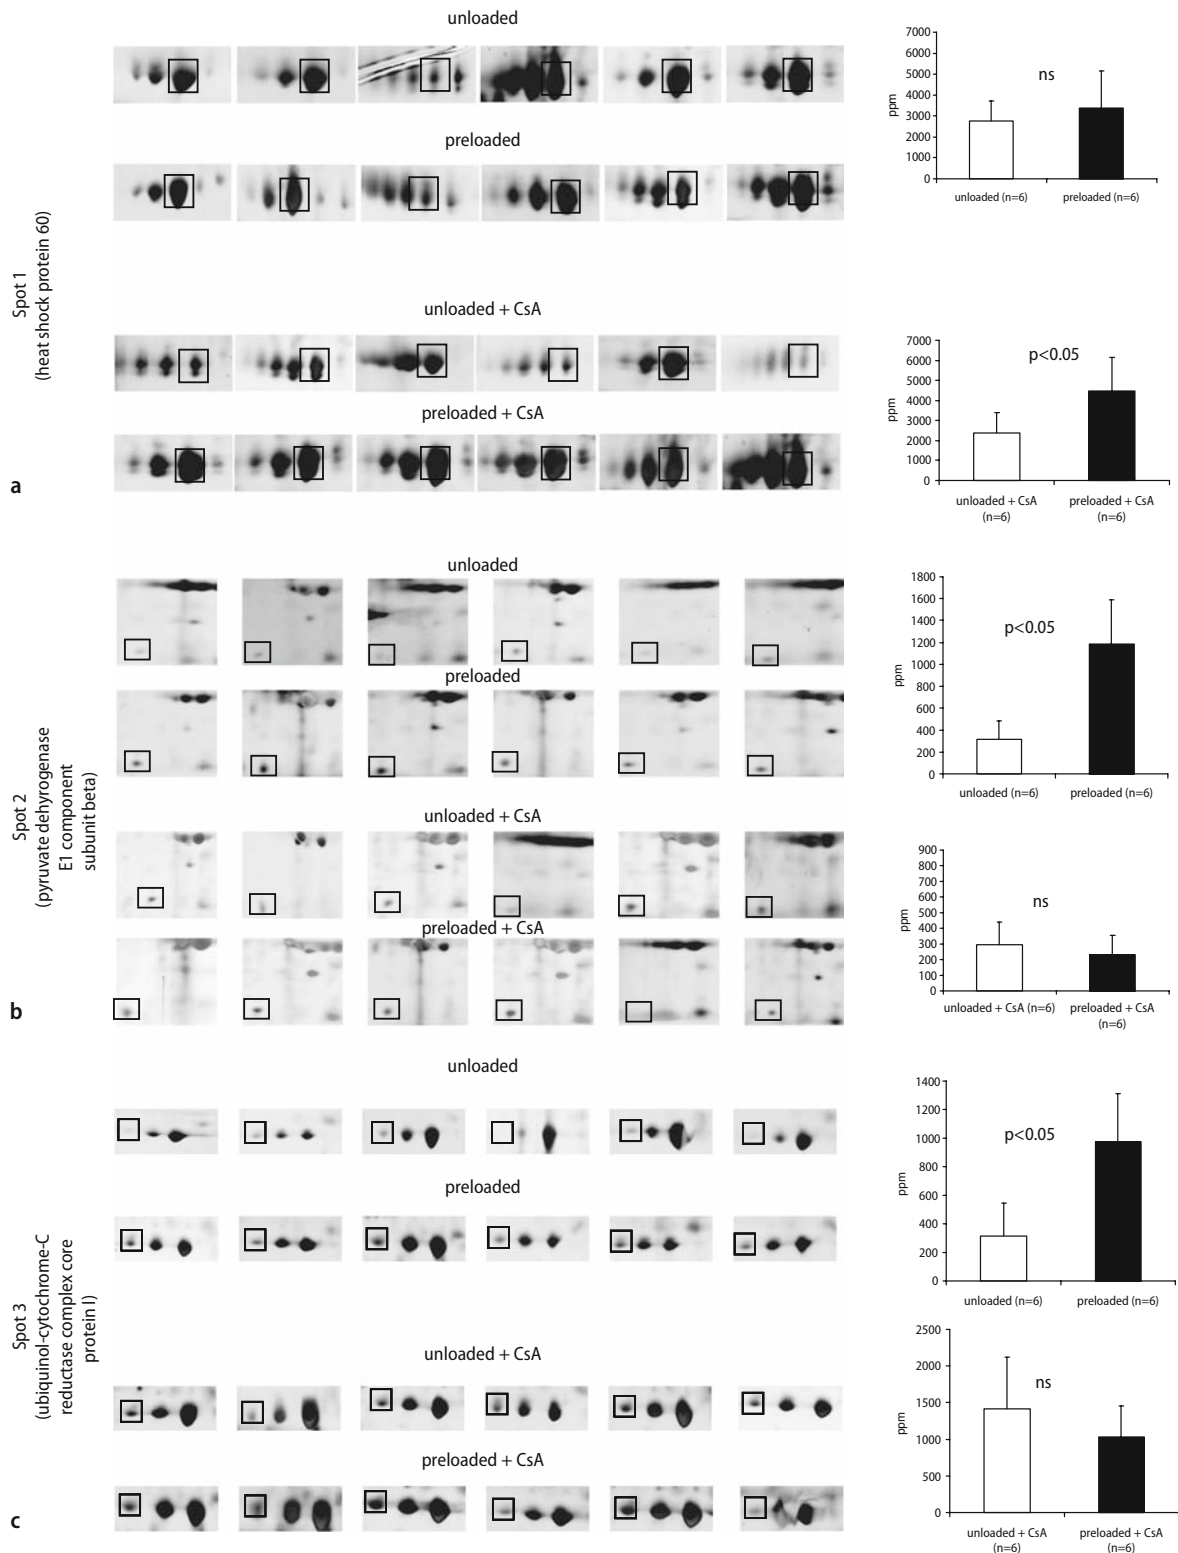 unloaded
preloaded
Spot 1
(heat shock protein 60)
unloaded + CsA
preloaded + CsA
a
7000
6000
5000
4000
3000
2000
1000
0
ppm
ns
unloaded (n=6)
preloaded (n=6)
7000
6000
5000
4000
3000
2000
1000
0
ppm
p<0.05
unloaded + CsA
(n=6)
preloaded + CsA
(n=6)
unloaded
preloaded
Spot 2
(pyruvate dehyrogenase
E1 component
subunit beta)
unloaded + CsA
preloaded + CsA
b
1800
1600
1400
1200
1000
800
600
400
200
0
ppm
p<0.05
unloaded (n=6)
preloaded (n=6)
900
800
700
600
500
400
300
200
100
0
ppm
ns
unloaded + CsA (n=6)
preloaded + CsA
(n=6)
unloaded
preloaded
Spot 3
(ubiquinol-cytochrome-C
reductase complex core
protein I)
unloaded + CsA
preloaded + CsA
c
1400
1200
1000
800
600
400
200
0
ppm
p<0.05
unloaded (n=6)
preloaded (n=6)
2500
2000
1500
1000
500
0
ppm
ns
unloaded + CsA
(n=6)
preloaded + CsA
(n=6)